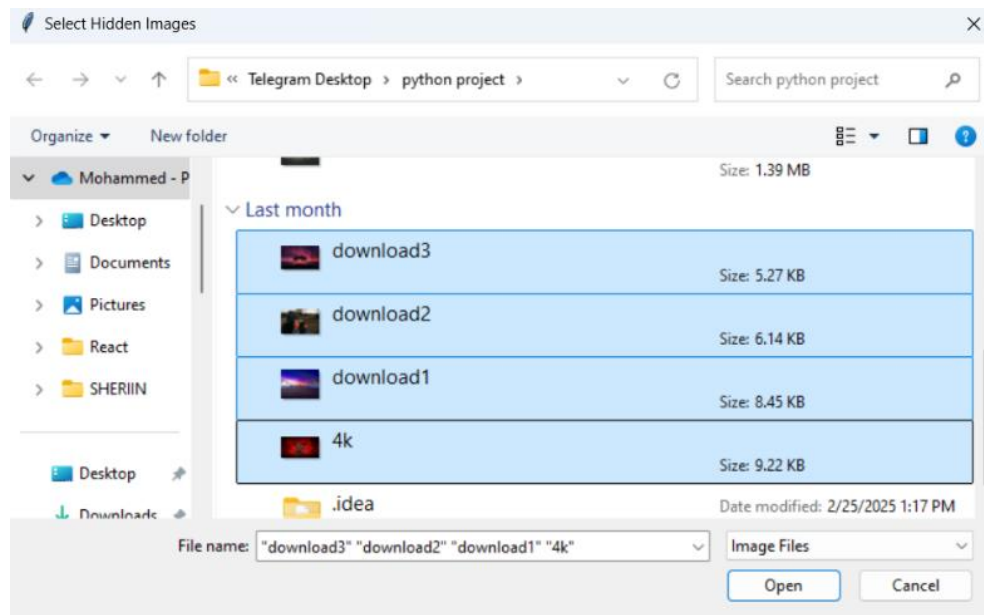 Select Hidden Images
« Telegram Desktop > python project >
Search python project
Organize
New folder
Mohammed - P
Desktop
Documents
Pictures
React
SHERIIN
Desktop
Downloads
Size: 1.39 MB
Last month
download3
Size: 5.27 KB
download2
Size: 6.14 KB
download1
Size: 8.45 KB
4k
Size: 9.22 KB
.idea
Date modified: 2/25/2025 1:17 PM
File name: "download3" "download2" "download1" "4k"
Image Files
Open
Cancel